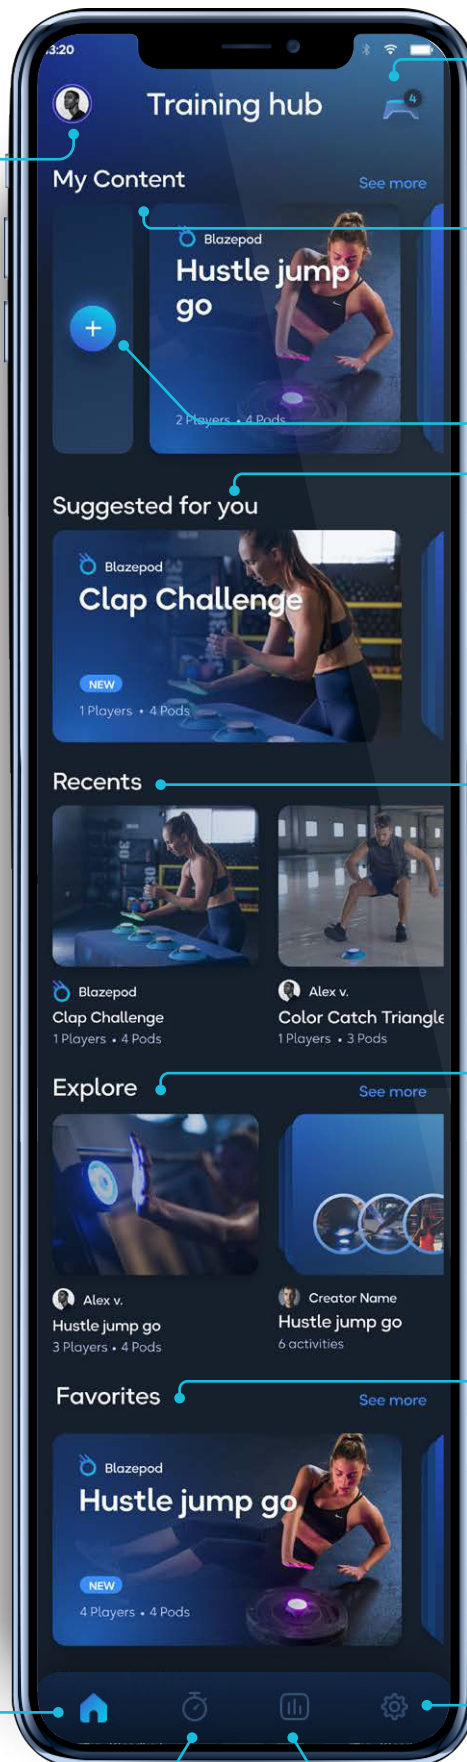 13:20
Training hub
4
My Content
See more
Blazepod
Hustle jump
go
2 Players • 4 Pods
Suggested for you
Blazepod
Clap Challenge
NEW
1 Players • 4 Pods
Recents
Blazepod
Clap Challenge
1 Players • 4 Pods
Alex v.
Color Catch Triangle
1 Players • 3 Pods
Explore
See more
Alex v.
Hustle jump go
3 Players • 4 Pods
Creator Name
Hustle jump go
6 activities
Favorites
See more
Blazepod
Hustle jump go
NEW
4 Players • 4 Pods